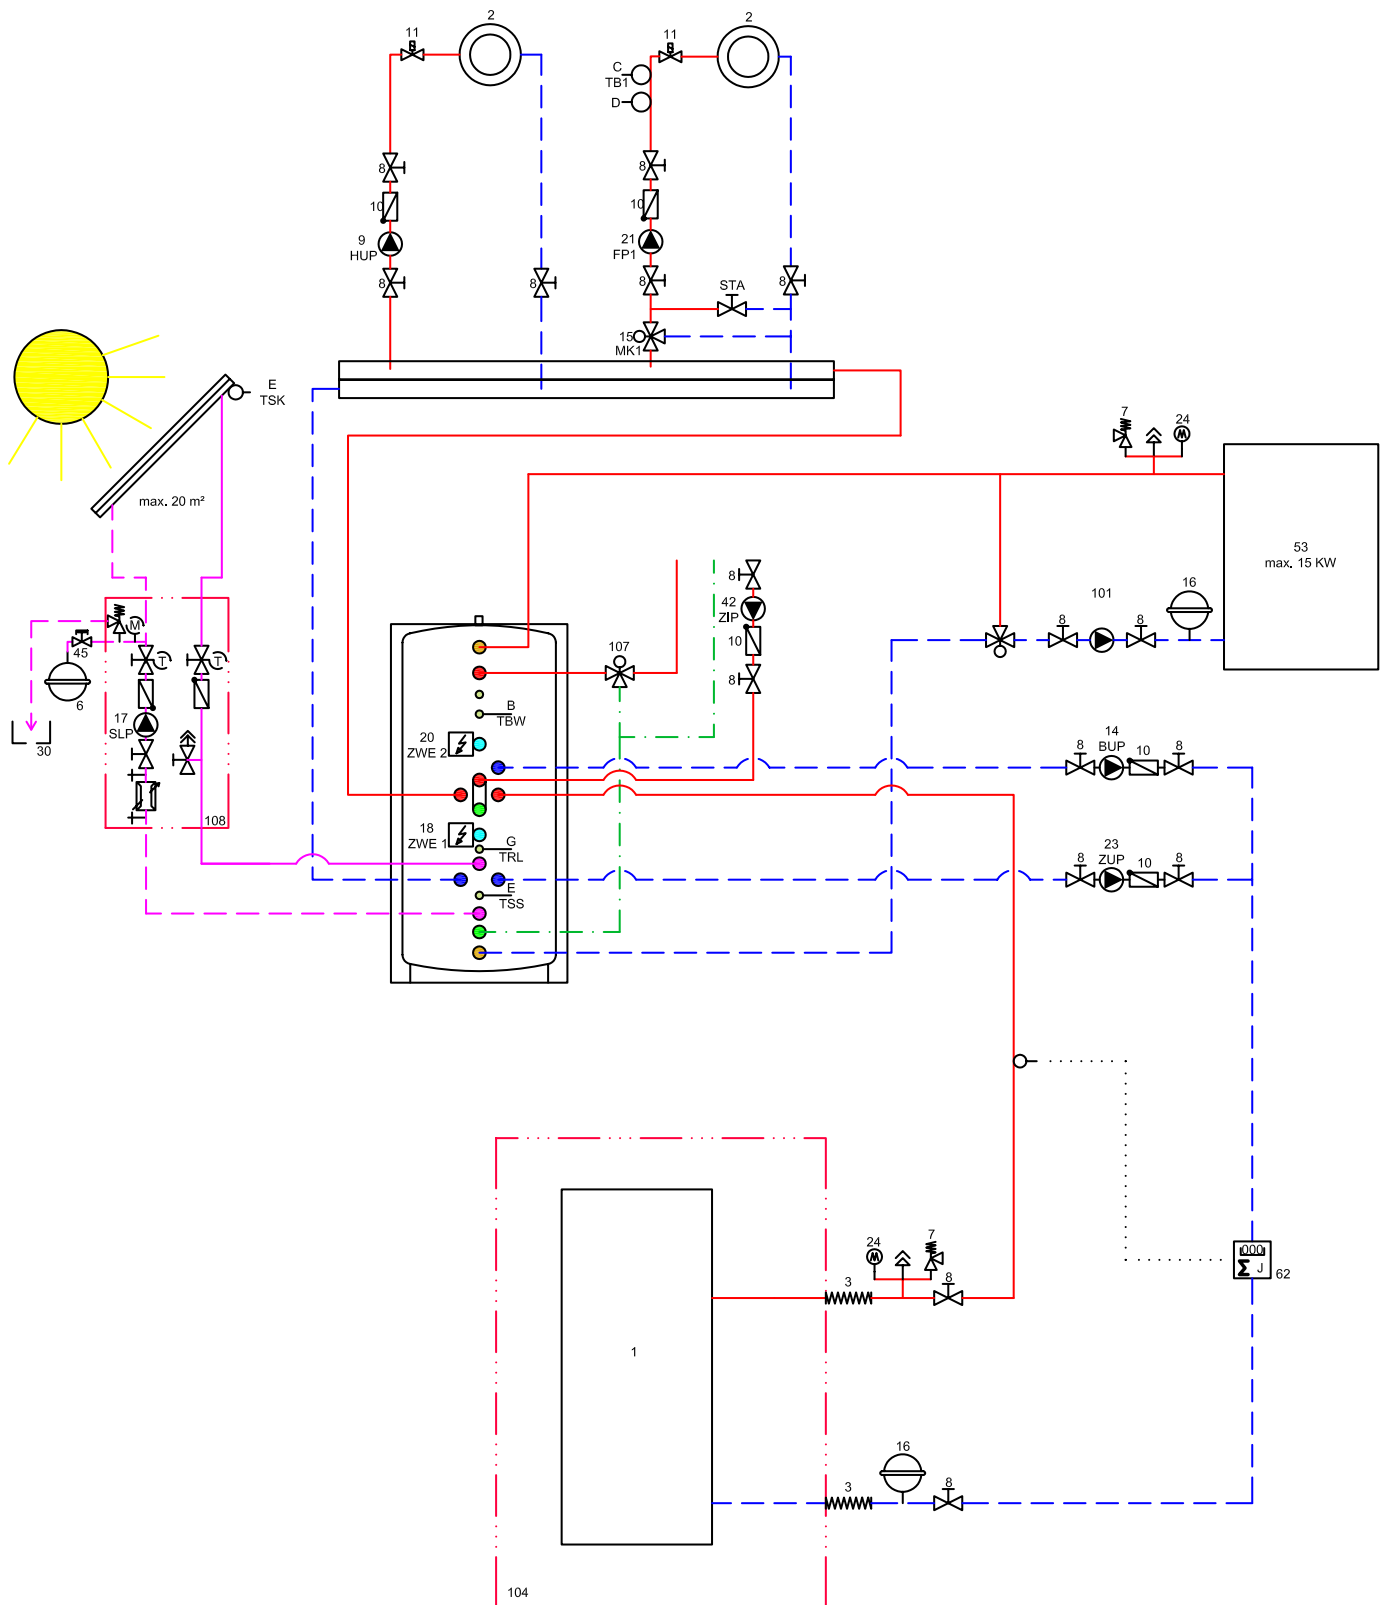 2
2
11
11
C
TB1
D
8
8
10
10
9
HUP
21
FP1
8
8
8
8
STA
15
MK1
E
TSK
max. 20 m²
7
24
53
max. 15 KW
16
101
8
8
8
42
ZIP
10
8
107
M
45
T
T
6
17
SLP
30
108
B
TBW
20
ZWE 2
18
ZWE 1
G
TRL
E
TSS
8
14
BUP
10
8
8
23
ZUP
10
8
000
Σ J
62
24
7
3
8
1
16
3
8
104